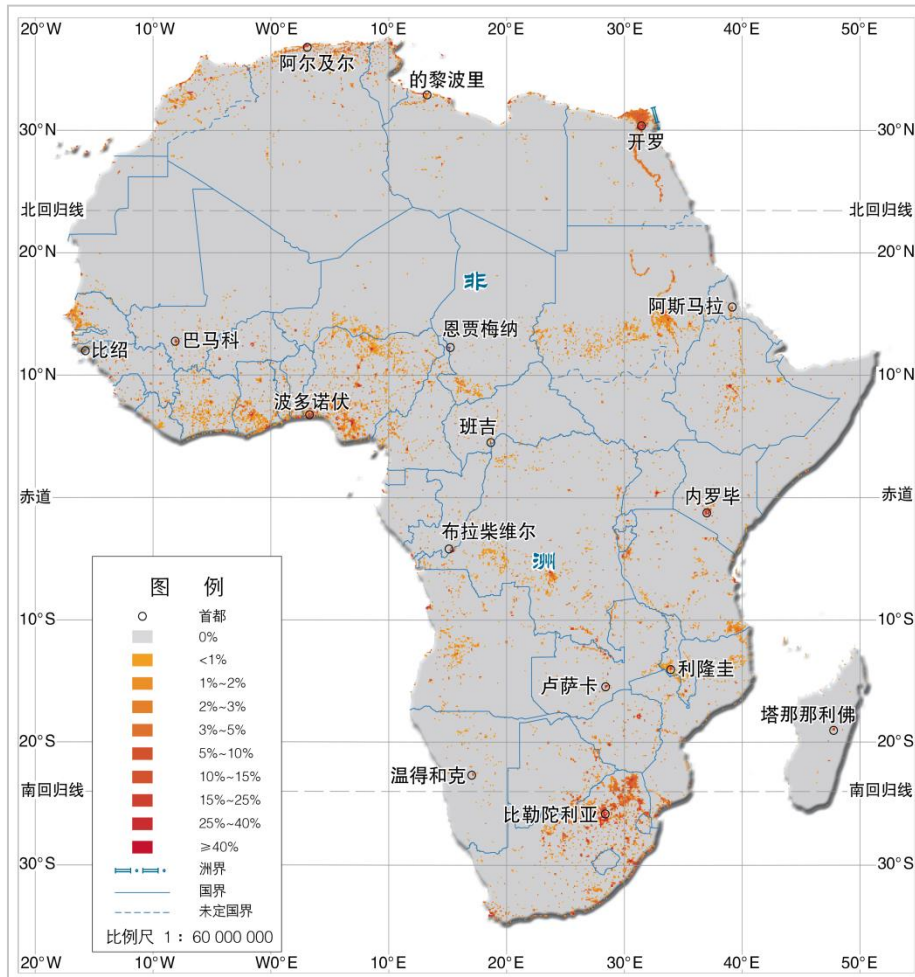 20°W 10°W W0°E 10°E 20°E 30°E 40°E 50°E
阿尔及尔
的黎波里
30°N 30°N
开罗
北回归线 北回归线
20°N 20°N
非
阿斯马拉
恩贾梅纳
巴马科
比绍
10°N 10°N
波多诺伏
班吉
赤道 赤道
内罗毕
布拉柴维尔
洲
10°S 10°S
利隆圭
卢萨卡
塔那那利佛
20°S 20°S
温得和克
南回归线 南回归线
比勒陀利亚
30°S 30°S
图 例
首都
0%
<1%
1%~2%
2%~3%
3%~5%
5%~10%
10%~15%
15%~25%
25%~40%
≥40%
洲界
国界
未定国界
比例尺 1：60 000 000
20°W 10°W W0°E 10°E 20°E 30°E 40°E 50°E